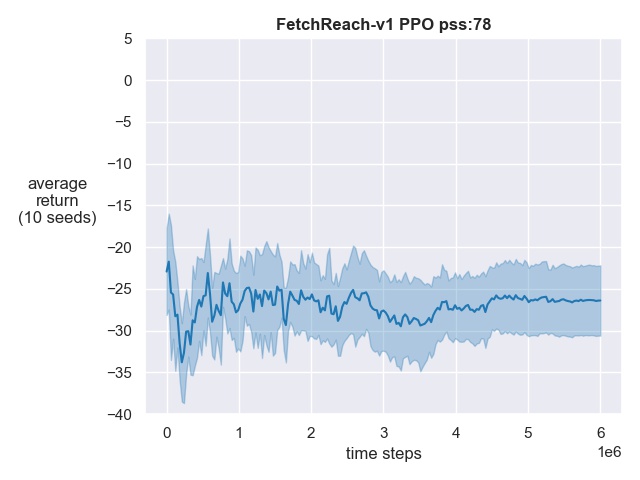 FetchReach-v1 PPO pss:78
5
0
−5
−10
−15
−20
−25
−30
−35
−40
average
return
(10 seeds)
0 1 2 3 4 5 6
1e6
time steps